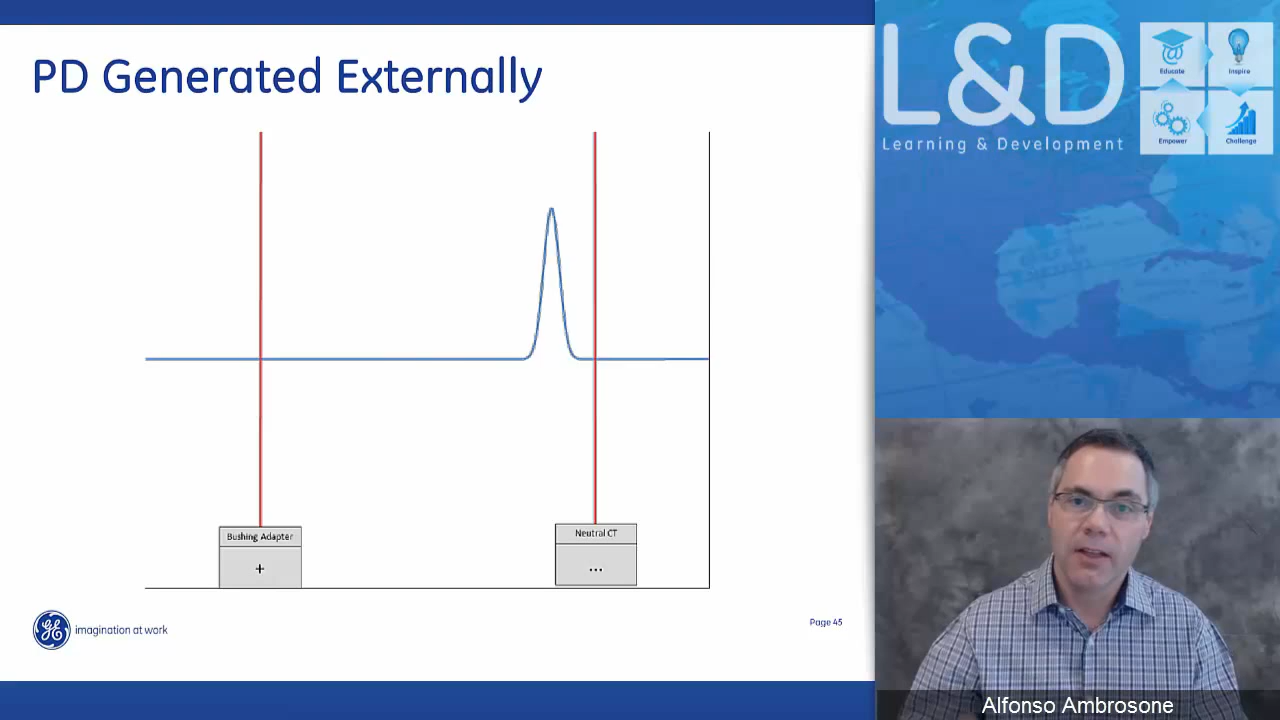 PD Generated Externally
Bushing Adapter
+
Neutral CT
...
imagination at work
Page 45
L&D
Learning & Development
Educate
Inspire
Empower
Challenge
Alfonso Ambrosone